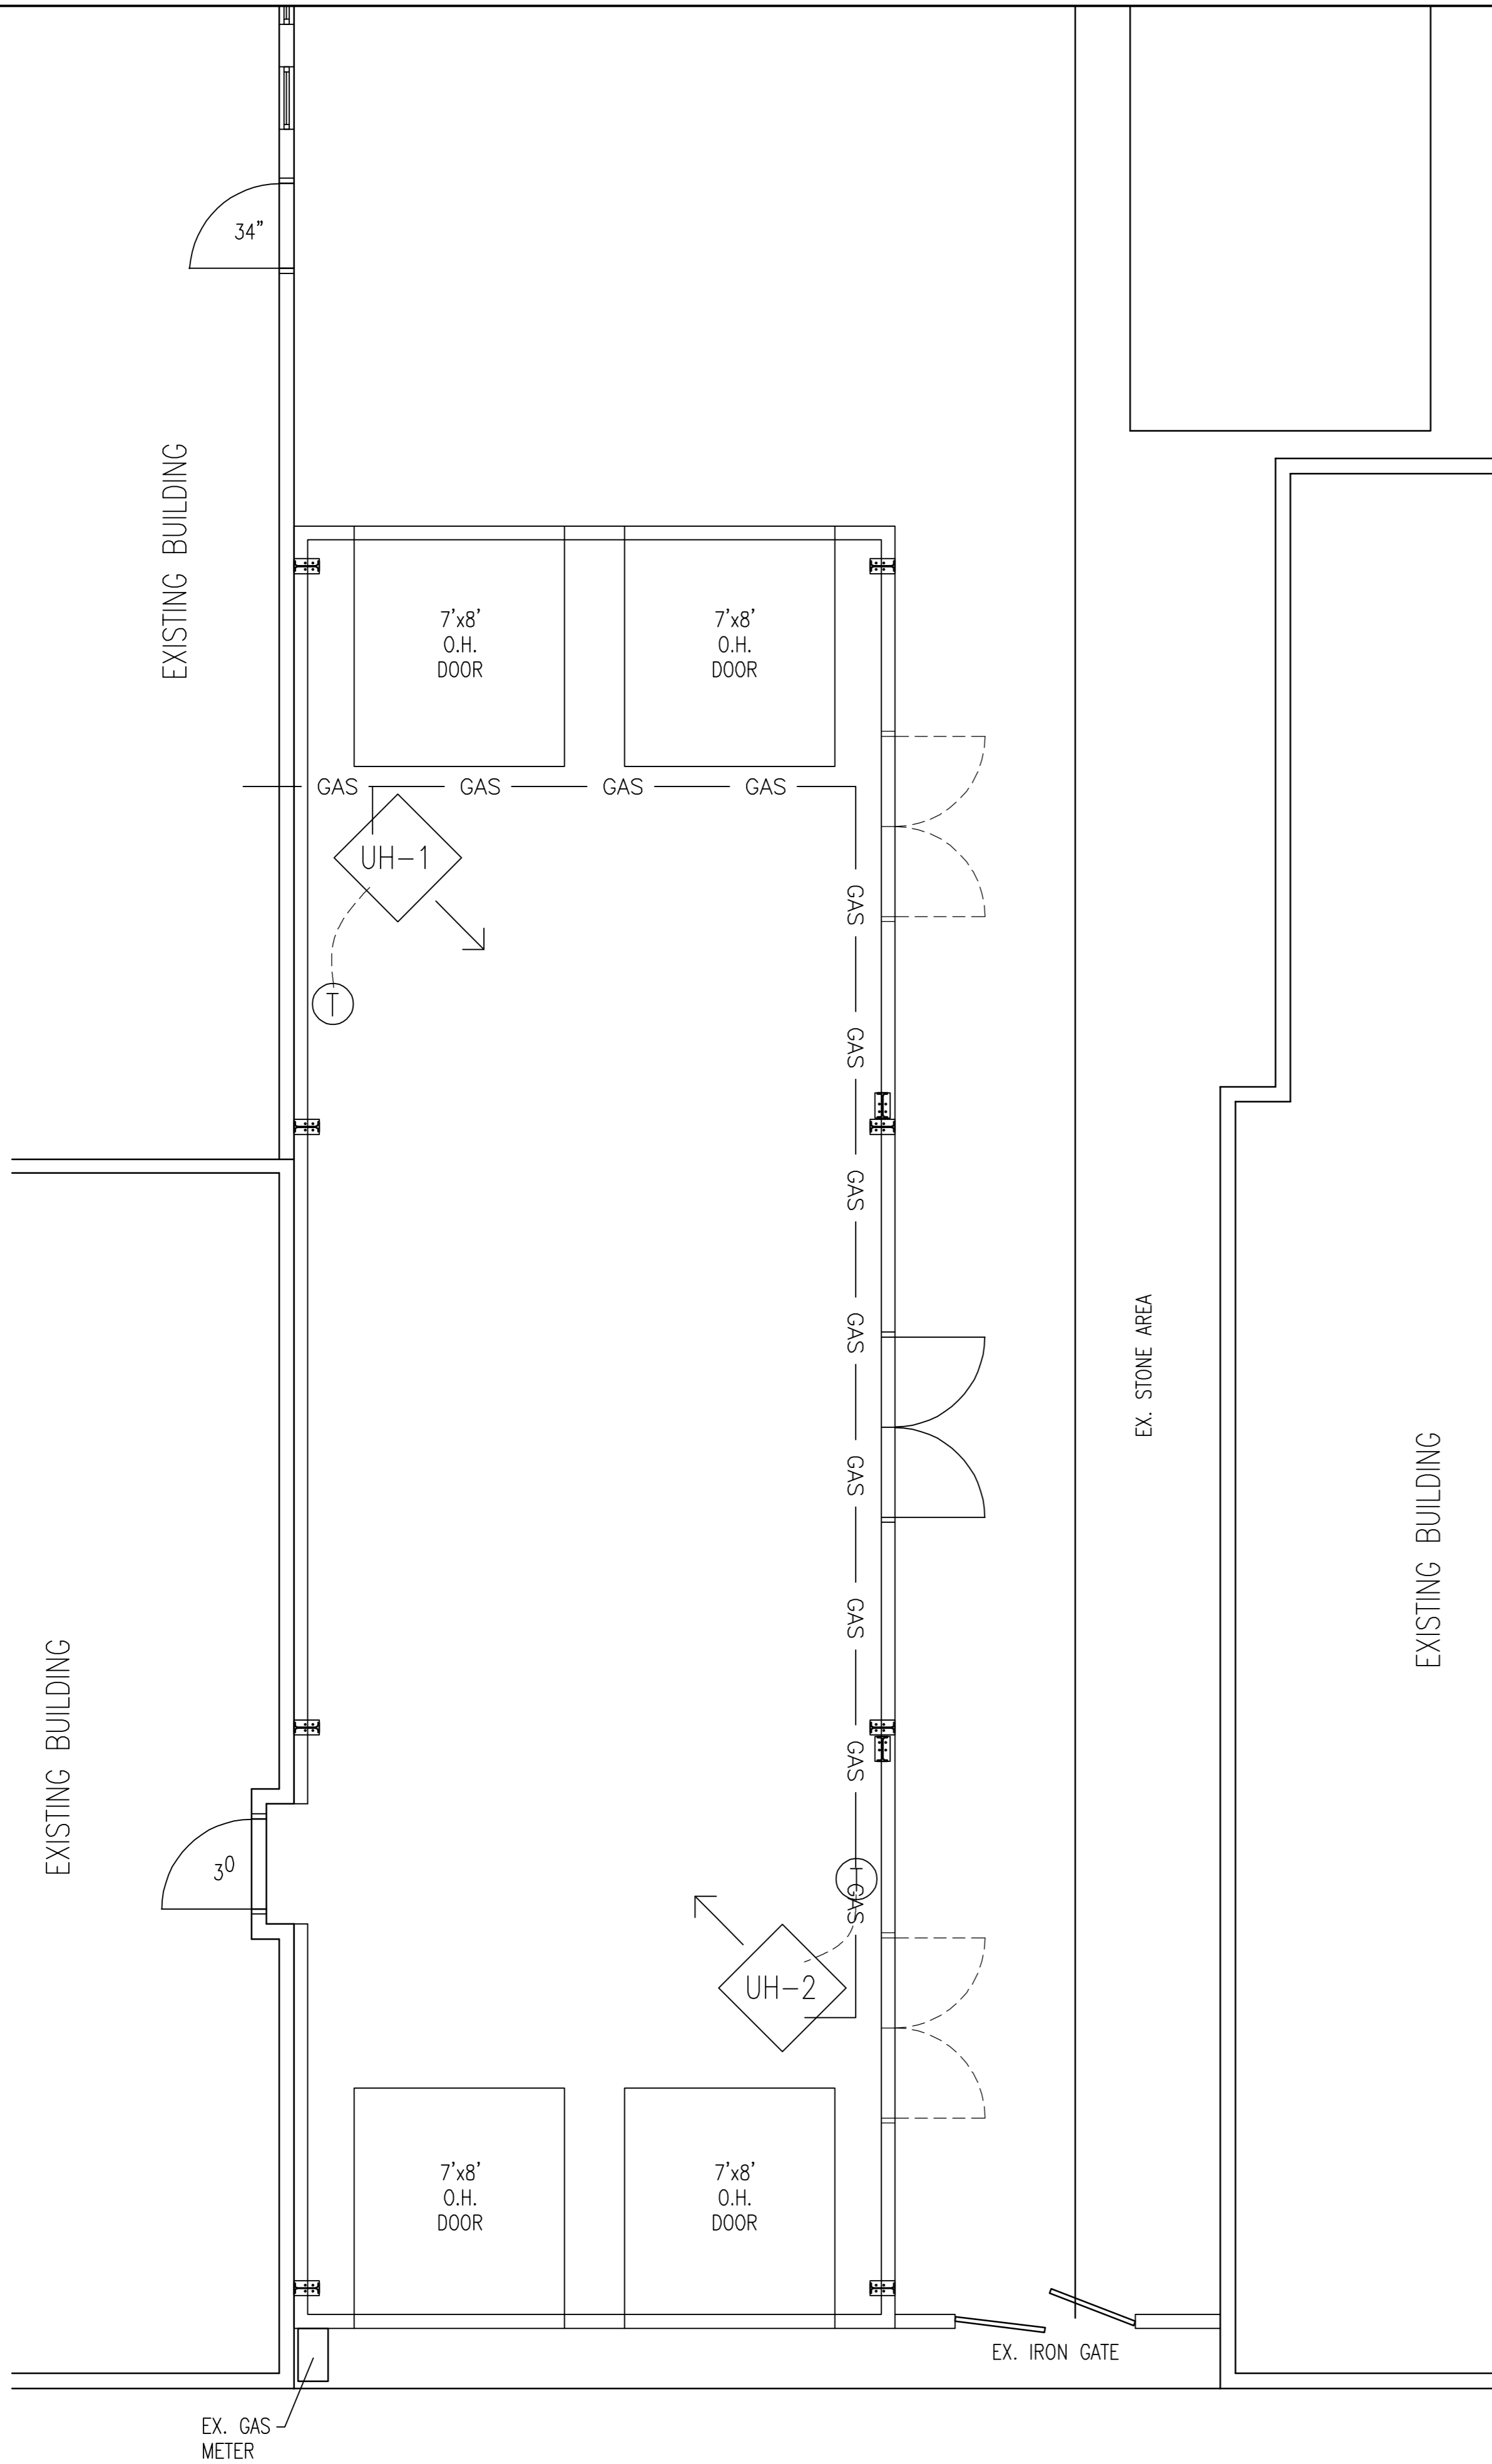 34"
EXISTING BUILDING
7'x8'
O.H.
DOOR
7'x8'
O.H.
DOOR
GAS GAS GAS GAS
UH-1
T
GAS
GAS
GAS
GAS
GAS
GAS
GAS
GAS
EX. STONE AREA
EXISTING BUILDING
EXISTING BUILDING
30
T
UH-2
7'x8'
O.H.
DOOR
7'x8'
O.H.
DOOR
EX. IRON GATE
EX. GAS
METER